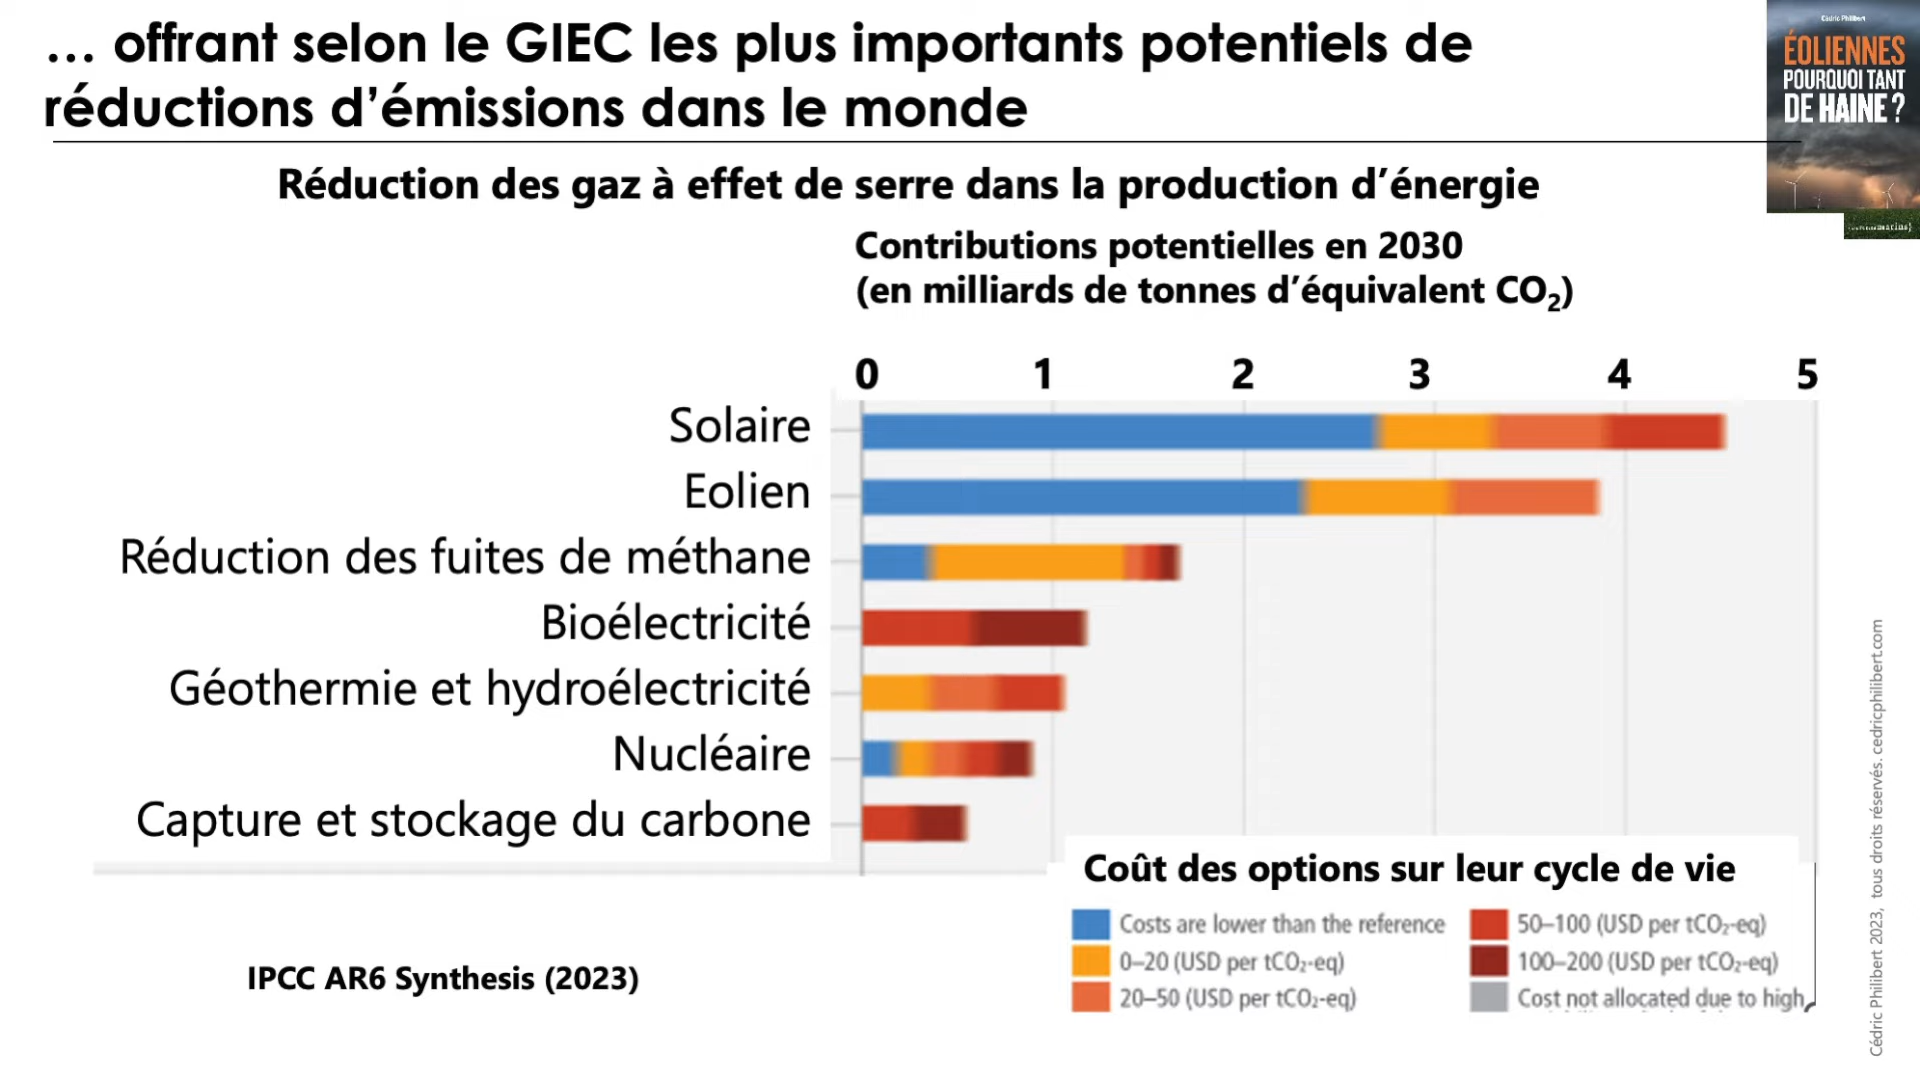 … offrant selon le GIEC les plus importants potentiels de
réductions d’émissions dans le monde
Cédric Philibert
ÉOLIENNES
POURQUOI TANT
DE HAINE ?
Réduction des gaz à effet de serre dans la production d’énergie
Contributions potentielles en 2030
(en milliards de tonnes d’équivalent CO₂)
0 1 2 3 4 5
Solaire
Eolien
Réduction des fuites de méthane
Bioélectricité
Géothermie et hydroélectricité
Nucléaire
Capture et stockage du carbone
Coût des options sur leur cycle de vie
Costs are lower than the reference
0–20 (USD per tCO₂-eq)
20–50 (USD per tCO₂-eq)
50–100 (USD per tCO₂-eq)
100–200 (USD per tCO₂-eq)
Cost not allocated due to high
IPCC AR6 Synthesis (2023)
Cédric Philibert 2023, tous droits réservés. cedricphilibert.com